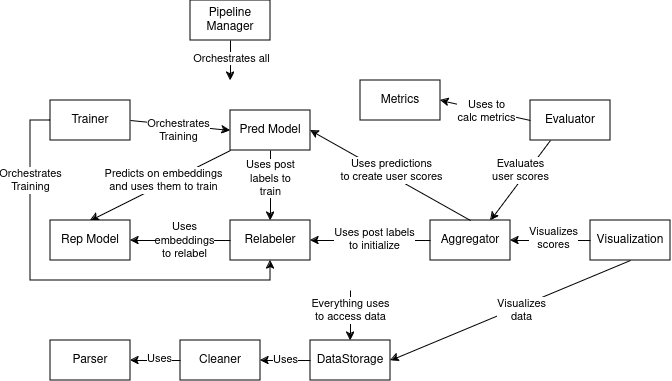 Pipeline
Manager
Orchestrates all
Metrics
Trainer
Orchestrates
Training
Pred Model
Uses to
calc metrics
Evaluator
Orchestrates
Training
Predicts on embeddings
and uses them to train
Uses post
labels to
train
Uses predictions
to create user scores
Evaluates
user scores
Rep Model
Uses
embeddings
to relabel
Relabeler
Uses post labels
to initialize
Aggregator
Visualizes
scores
Visualization
Everything uses
to access data
Visualizes
data
Parser
Uses
Cleaner
Uses
DataStorage